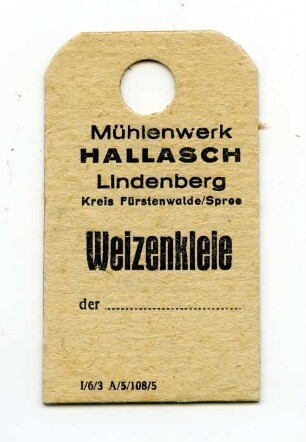 Mühlenwerk
HALLASCH
Lindenberg
Kreis Fürstenwalde/Spree
Weizenkleie
der
I/6/3 A/5/108/5